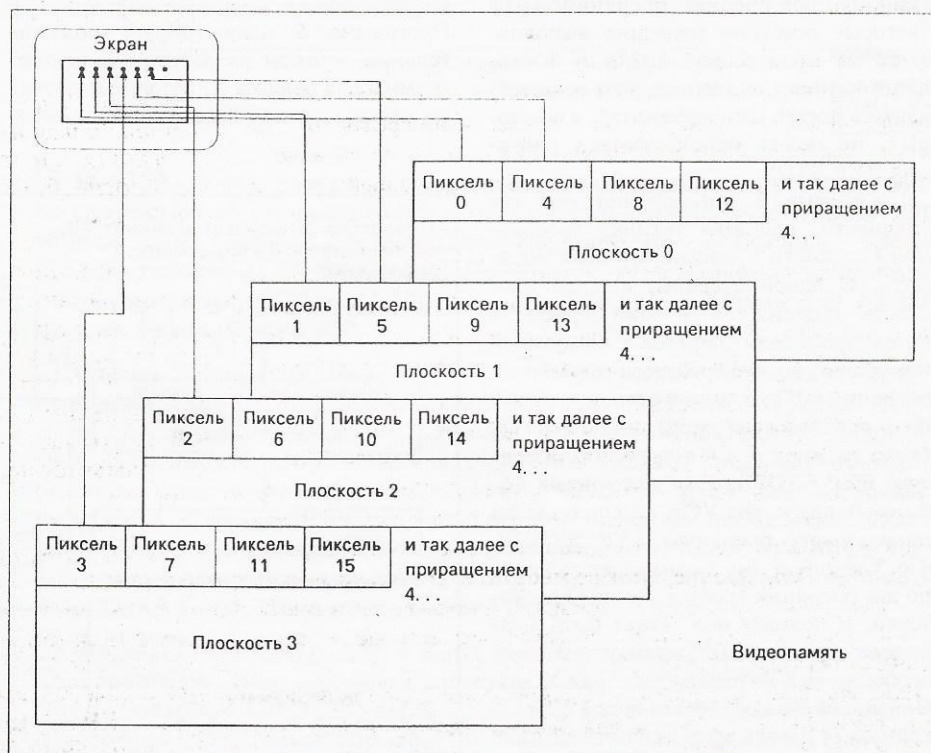 Экран
Пиксель Пиксель Пиксель Пиксель и так далее с
0 4 8 12 приращением
4...
Плоскость 0
Пиксель Пиксель Пиксель Пиксель и так далее с
1 5 9 13 приращением
4...
Плоскость 1
Пиксель Пиксель Пиксель Пиксель и так далее с
2 6 10 14 приращением
4...
Плоскость 2
Пиксель Пиксель Пиксель Пиксель и так далее с
3 7 11 15 приращением
4...
Плоскость 3
Видеопамять